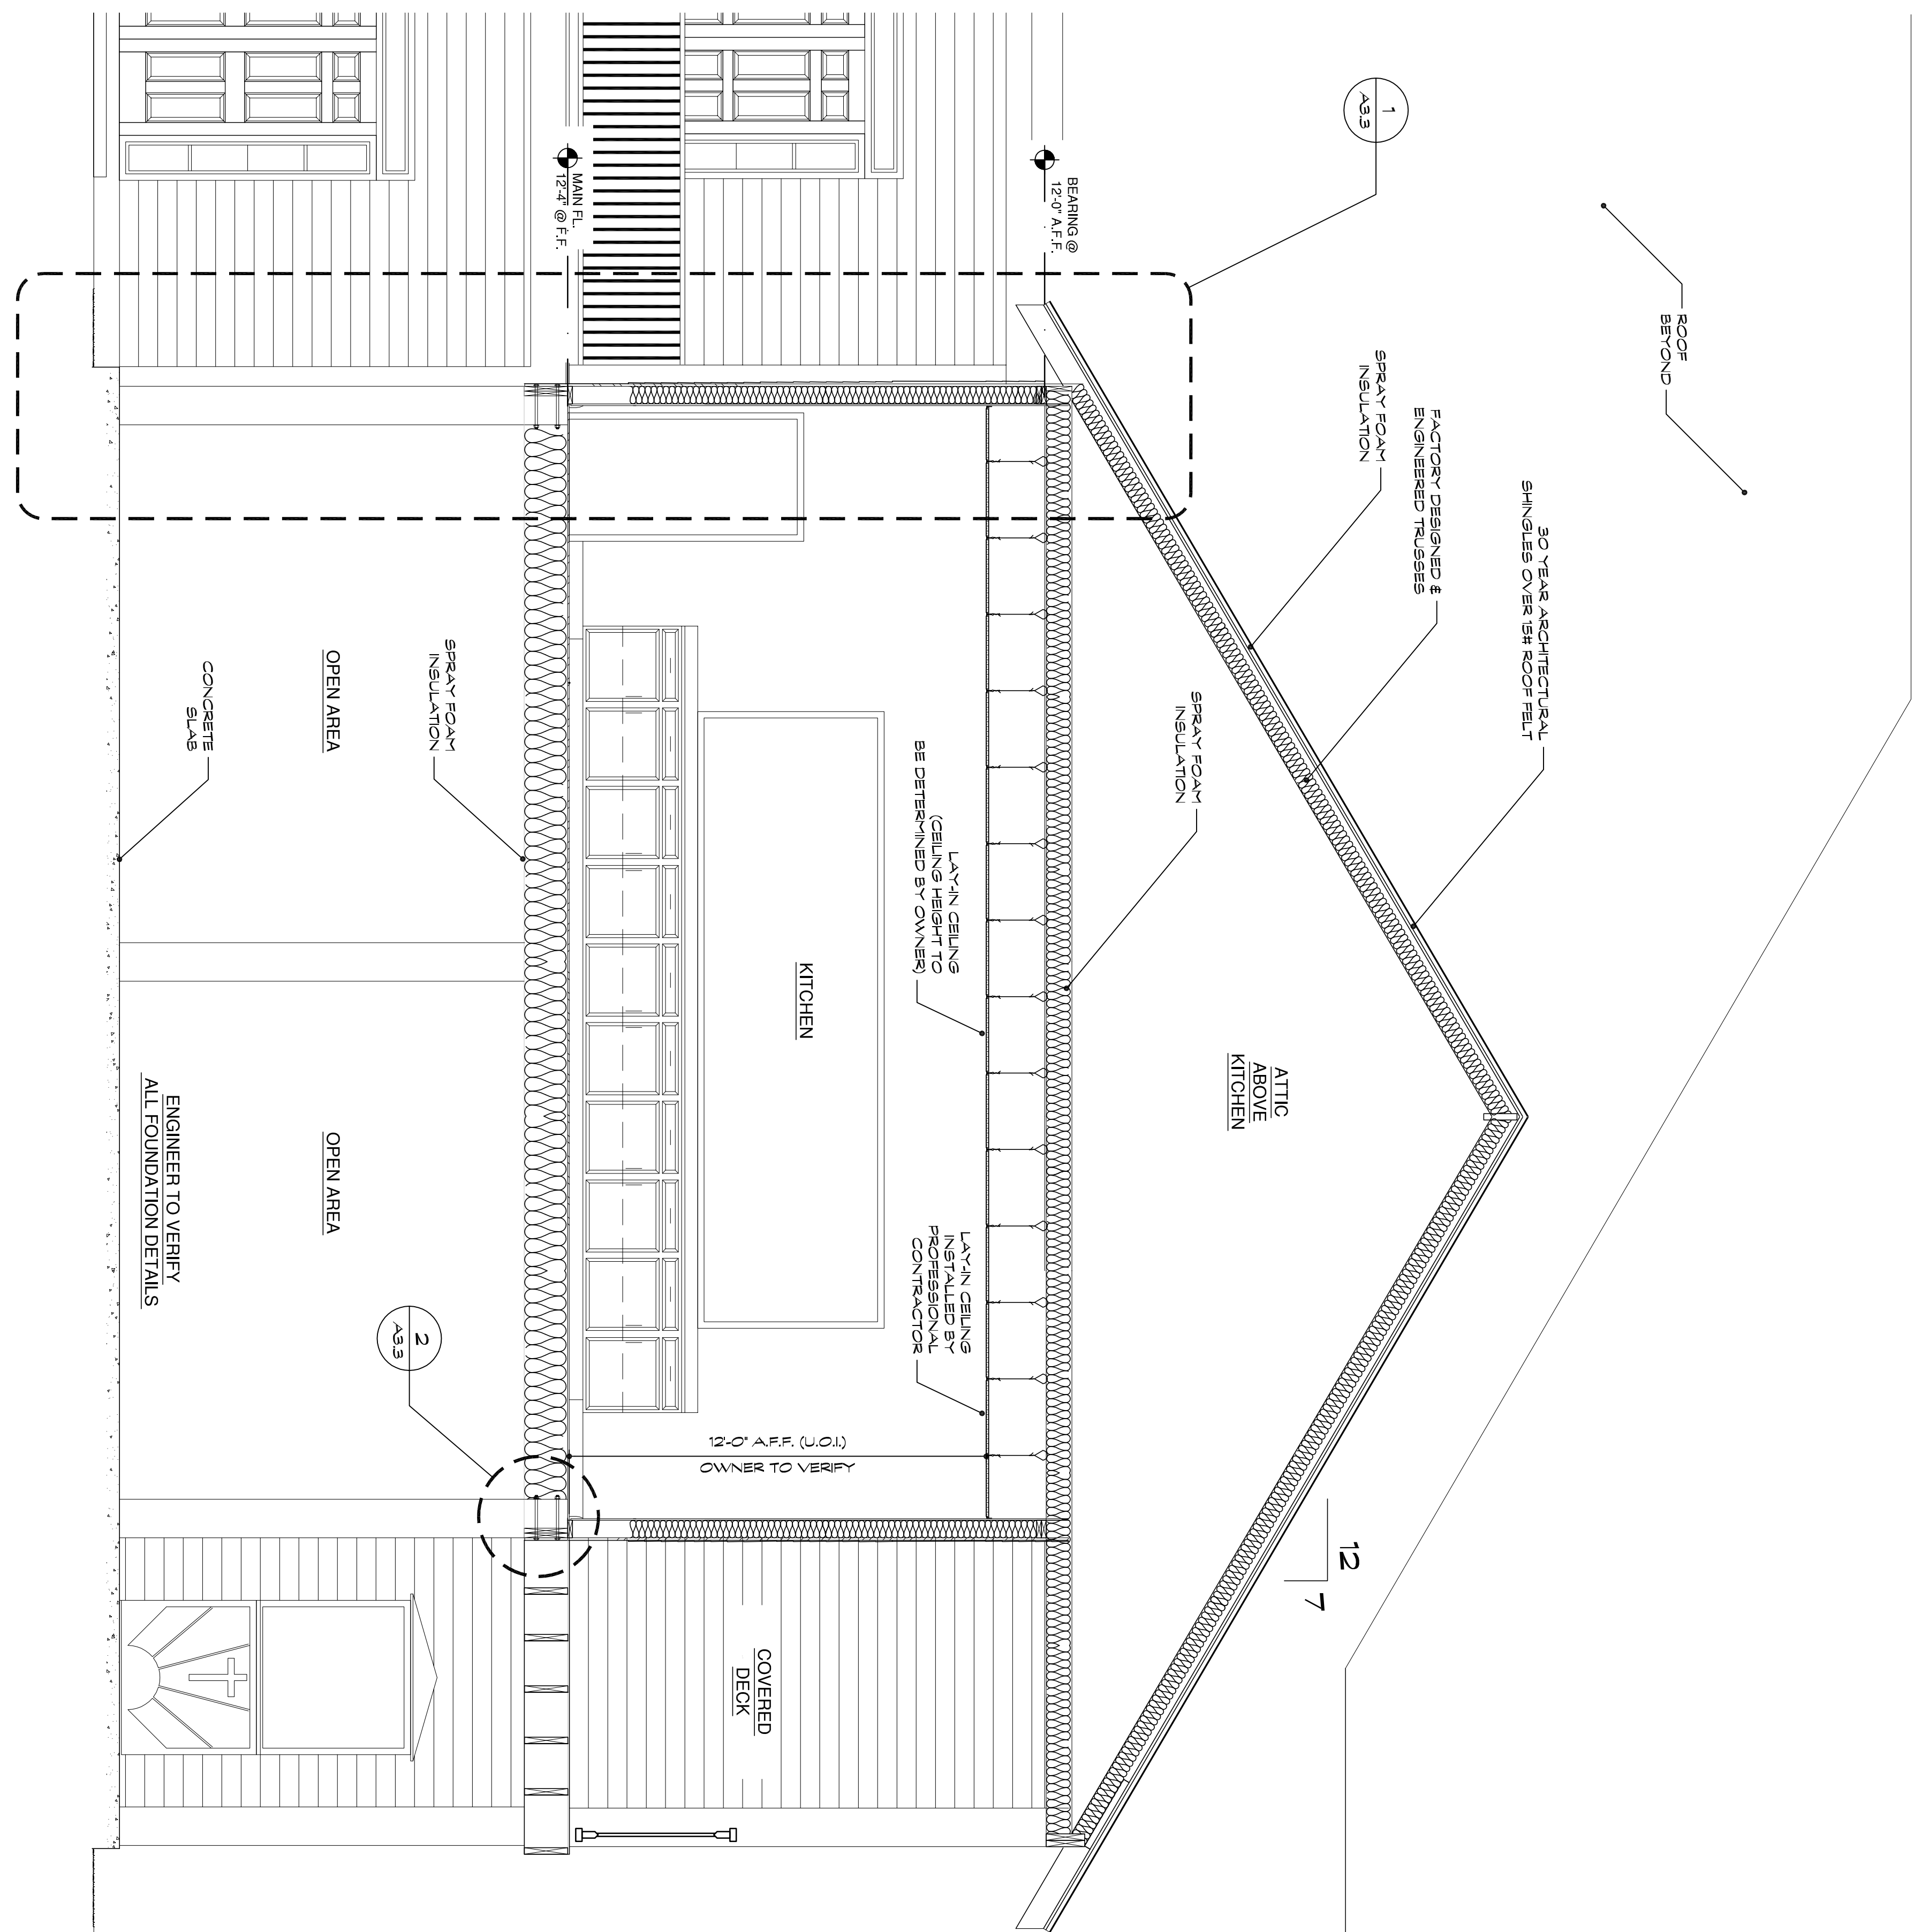 ROOF
BEYOND
30 YEAR ARCHITECTURAL
SHINGLES OVER 15# ROOF FELT
FACTORY DESIGNED &
ENGINEERED TRUSSES
SPRAY FOAM
INSULATION
1
A3.3
12
7
ATTIC
ABOVE
KITCHEN
SPRAY FOAM
INSULATION
BEARING @
12'-0" A.F.F.
LAY-IN CEILING
(CEILING HEIGHT TO
BE DETERMINED BY OWNER)
LAY-IN CEILING
INSTALLED BY
PROFESSIONAL
CONTRACTOR
KITCHEN
12'-0" A.F.F. (U.O.I.)
OWNER TO VERIFY
COVERED
DECK
MAIN FL.
12'-4" @ F.F.
SPRAY FOAM
INSULATION
2
A3.3
OPEN AREA
OPEN AREA
CONCRETE
SLAB
ENGINEER TO VERIFY
ALL FOUNDATION DETAILS